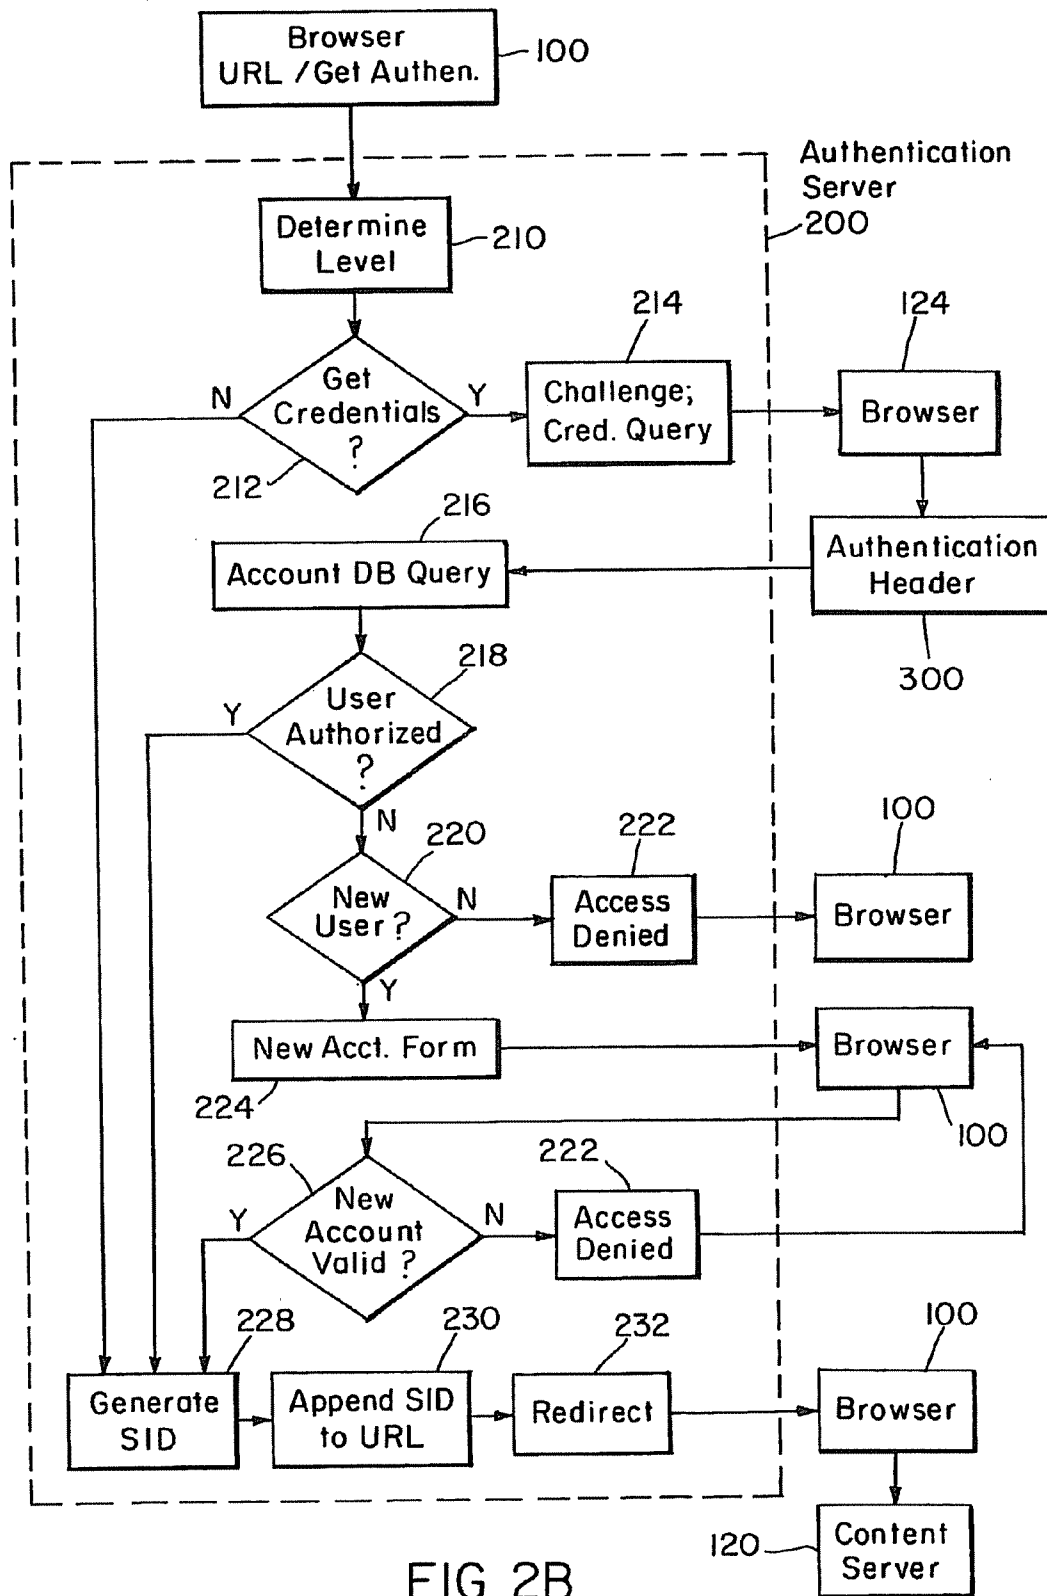 Browser
URL /Get Authen.
100
Authentication
Server
200
Determine
Level
210
214
124
Get
Credentials
?
N
Y
212
Challenge;
Cred. Query
Browser
216
Account DB Query
Authentication
Header
300
218
User
Authorized
?
Y
N
220
222
100
New
User ?
N
Y
Access
Denied
Browser
New Acct. Form
224
Browser
100
226
222
New
Account
Valid ?
Y
N
Access
Denied
228
230
232
100
Generate
SID
Append SID
to URL
Redirect
Browser
120
Content
Server
FIG 2B